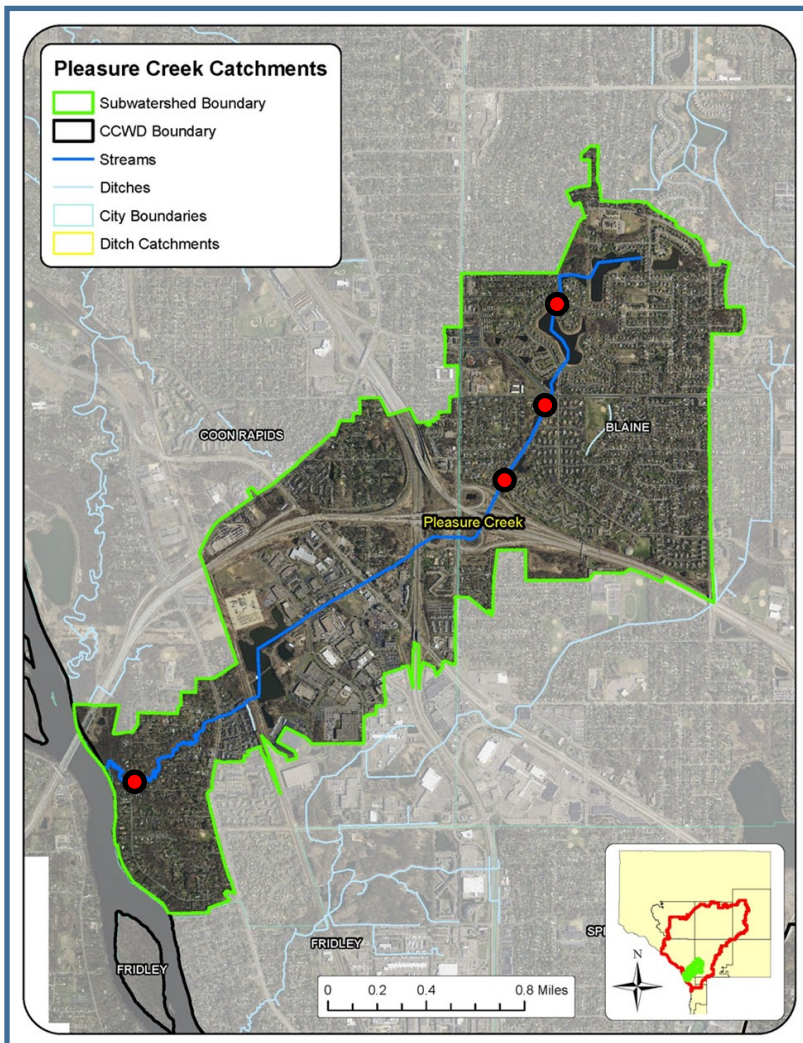 Pleasure Creek Catchments
Subwatershed Boundary
CCWD Boundary
Streams
Ditches
City Boundaries
Ditch Catchments
COON RAPIDS
BLAINE
Pleasure Creek
FRIDLEY
FRIDLEY
SP
N
0 0.2 0.4 0.8 Miles